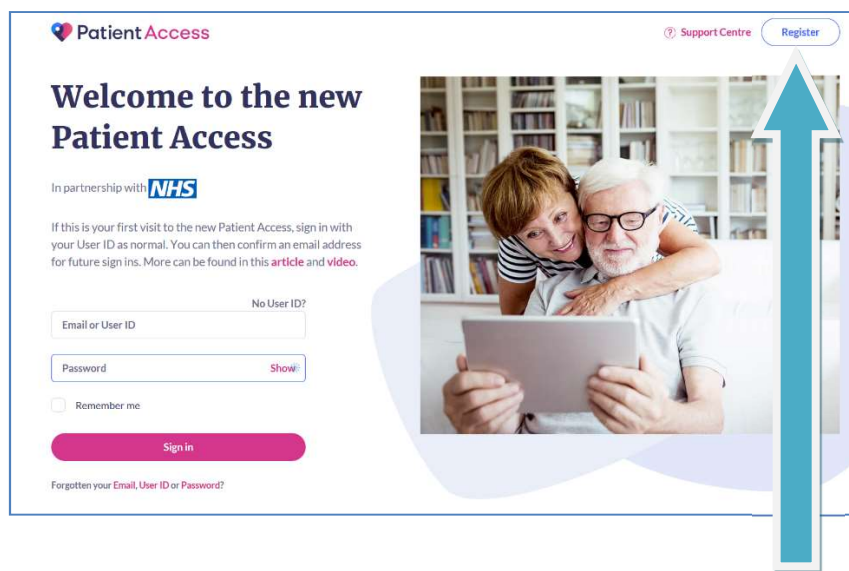 Patient Access
Support Centre
Register
Welcome to the new
Patient Access
In partnership with NHS
If this is your first visit to the new Patient Access, sign in with
your User ID as normal. You can then confirm an email address
for future sign ins. More can be found in this article and video.
No User ID?
Email or User ID
Password
Show
Remember me
Sign in
Forgotten your Email, User ID or Password?